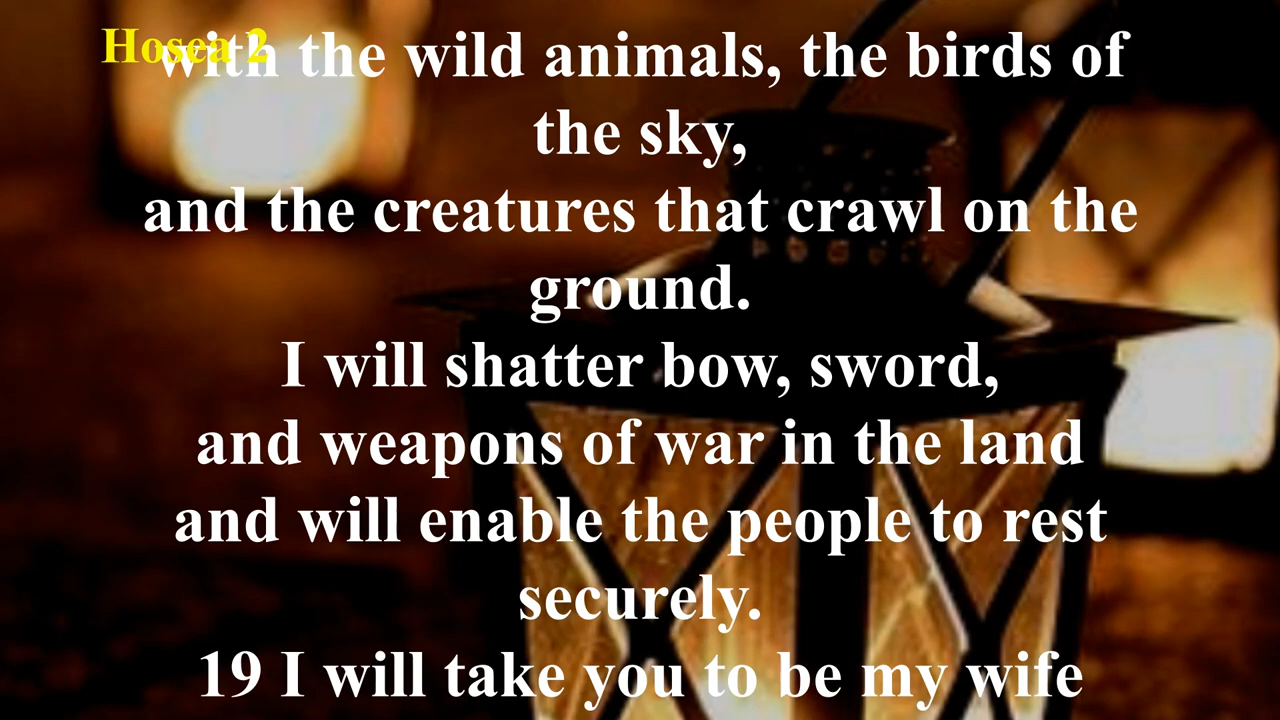 Hosea 2
with the wild animals, the birds of
the sky,
and the creatures that crawl on the
ground.
I will shatter bow, sword,
and weapons of war in the land
and will enable the people to rest
securely.
19 I will take you to be my wife